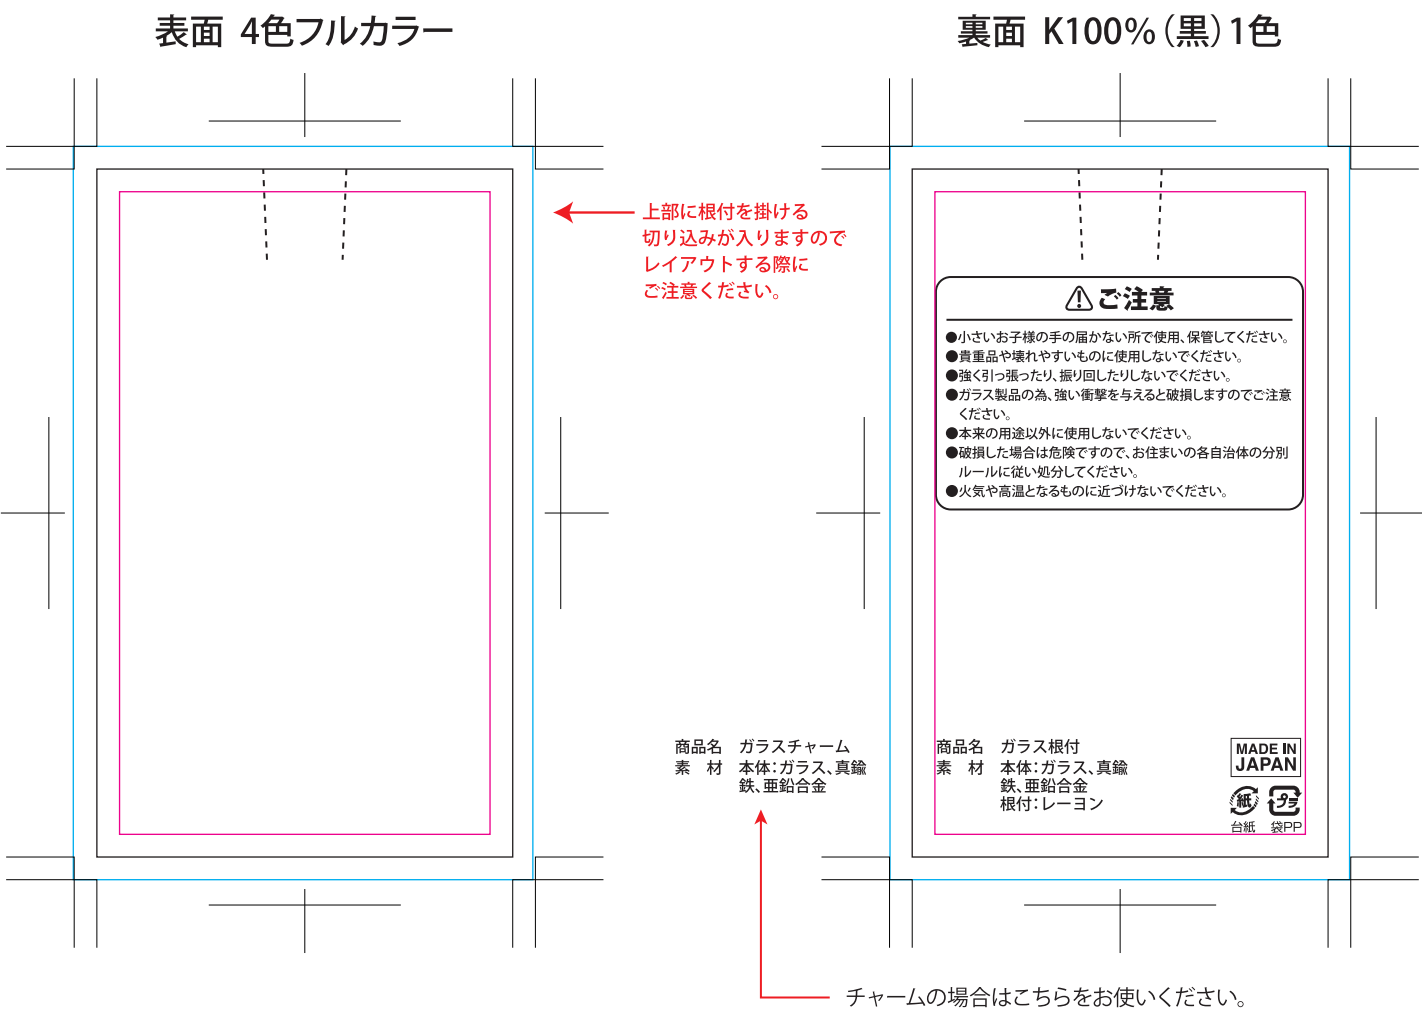 表面 4色フルカラー
裏面 K100%（黒）1色
上部に根付を掛ける
切り込みが入りますので
レイアウトする際に
ご注意ください。
ご注意
●小さいお子様の手の届かない所で使用、保管してください。
●貴重品や壊れやすいものに使用しないでください。
●強く引っ張ったり、振り回したりしないでください。
●ガラス製品の為、強い衝撃を与えると破損しますのでご注意
ください。
●本来の用途以外に使用しないでください。
●破損した場合は危険ですので、お住まいの各自治体の分別
ルールに従い処分してください。
●火気や高温となるものに近づけないでください。
商品名 ガラスチャーム
素 材 本体：ガラス、真鍮
鉄、亜鉛合金
商品名 ガラス根付
素 材 本体：ガラス、真鍮
鉄、亜鉛合金
根付：レーヨン
MADE IN
JAPAN
紙 プラ
台紙 袋PP
チャームの場合はこちらをお使いください。